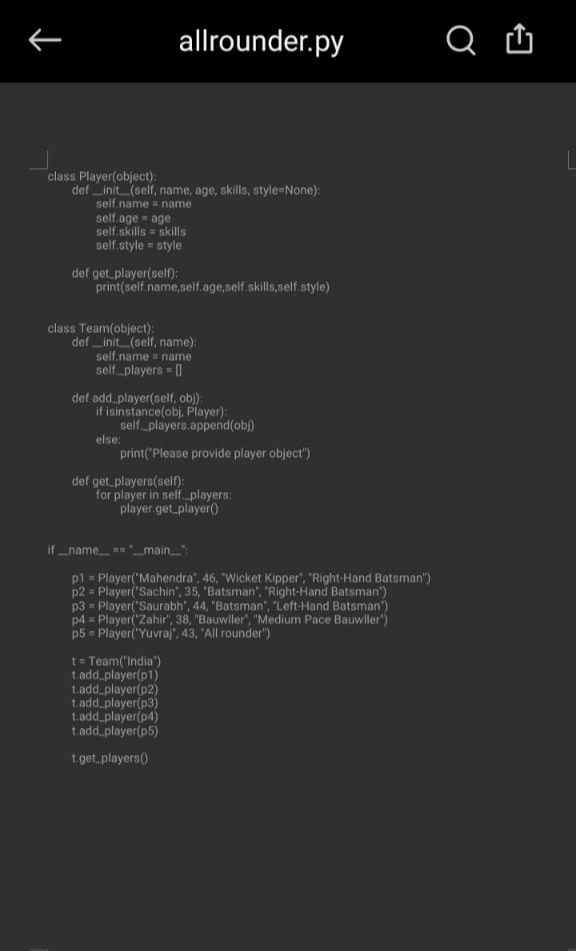 allrounder.py
class Player(object):
def __init__(self, name, age, skills, style=None):
self.name = name
self.age = age
self.skills = skills
self.style = style
def get_player(self):
print(self.name,self.age,self.skills,self.style)
class Team(object):
def __init__(self, name):
self.name = name
self._players = []
def add_player(self, obj):
if isinstance(obj, Player):
self._players.append(obj)
else:
print("Please provide player object")
def get_players(self):
for player in self._players:
player.get_player()
if __name__ == "__main__":
p1 = Player("Mahendra", 46, "Wicket Kipper", "Right-Hand Batsman")
p2 = Player("Sachin", 35, "Batsman", "Right-Hand Batsman")
p3 = Player("Saurabh", 44, "Batsman", "Left-Hand Batsman")
p4 = Player("Zahir", 38, "Bauwller", "Medium Pace Bauwller")
p5 = Player("Yuvraj", 43, "All rounder")
t = Team("India")
t.add_player(p1)
t.add_player(p2)
t.add_player(p3)
t.add_player(p4)
t.add_player(p5)
t.get_players()